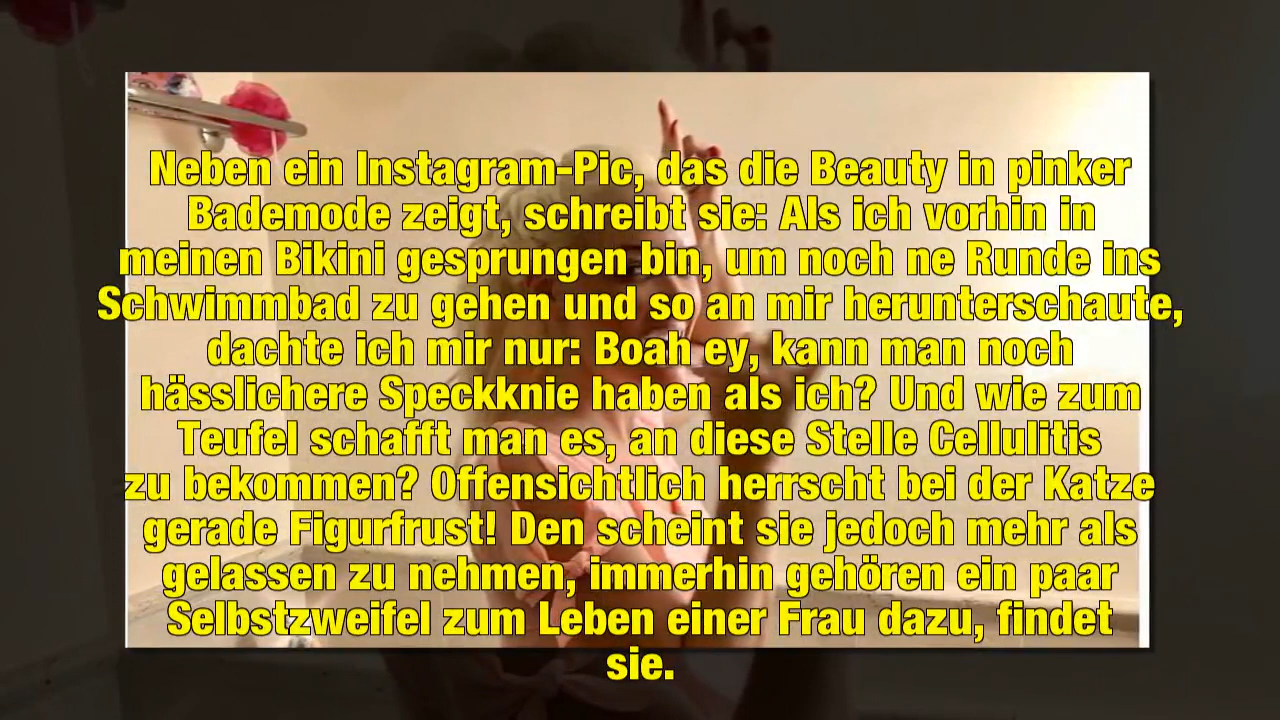 Neben ein Instagram-Pic, das die Beauty in pinker
Bademode zeigt, schreibt sie: Als ich vorhin in
meinen Bikini gesprungen bin, um noch ne Runde ins
Schwimmbad zu gehen und so an mir herunterschaute,
dachte ich mir nur: Boah ey, kann man noch
hässlichere Speckknie haben als ich? Und wie zum
Teufel schafft man es, an diese Stelle Cellulitis
zu bekommen? Offensichtlich herrscht bei der Katze
gerade Figurfrust! Den scheint sie jedoch mehr als
gelassen zu nehmen, immerhin gehören ein paar
Selbstzweifel zum Leben einer Frau dazu, findet
sie.